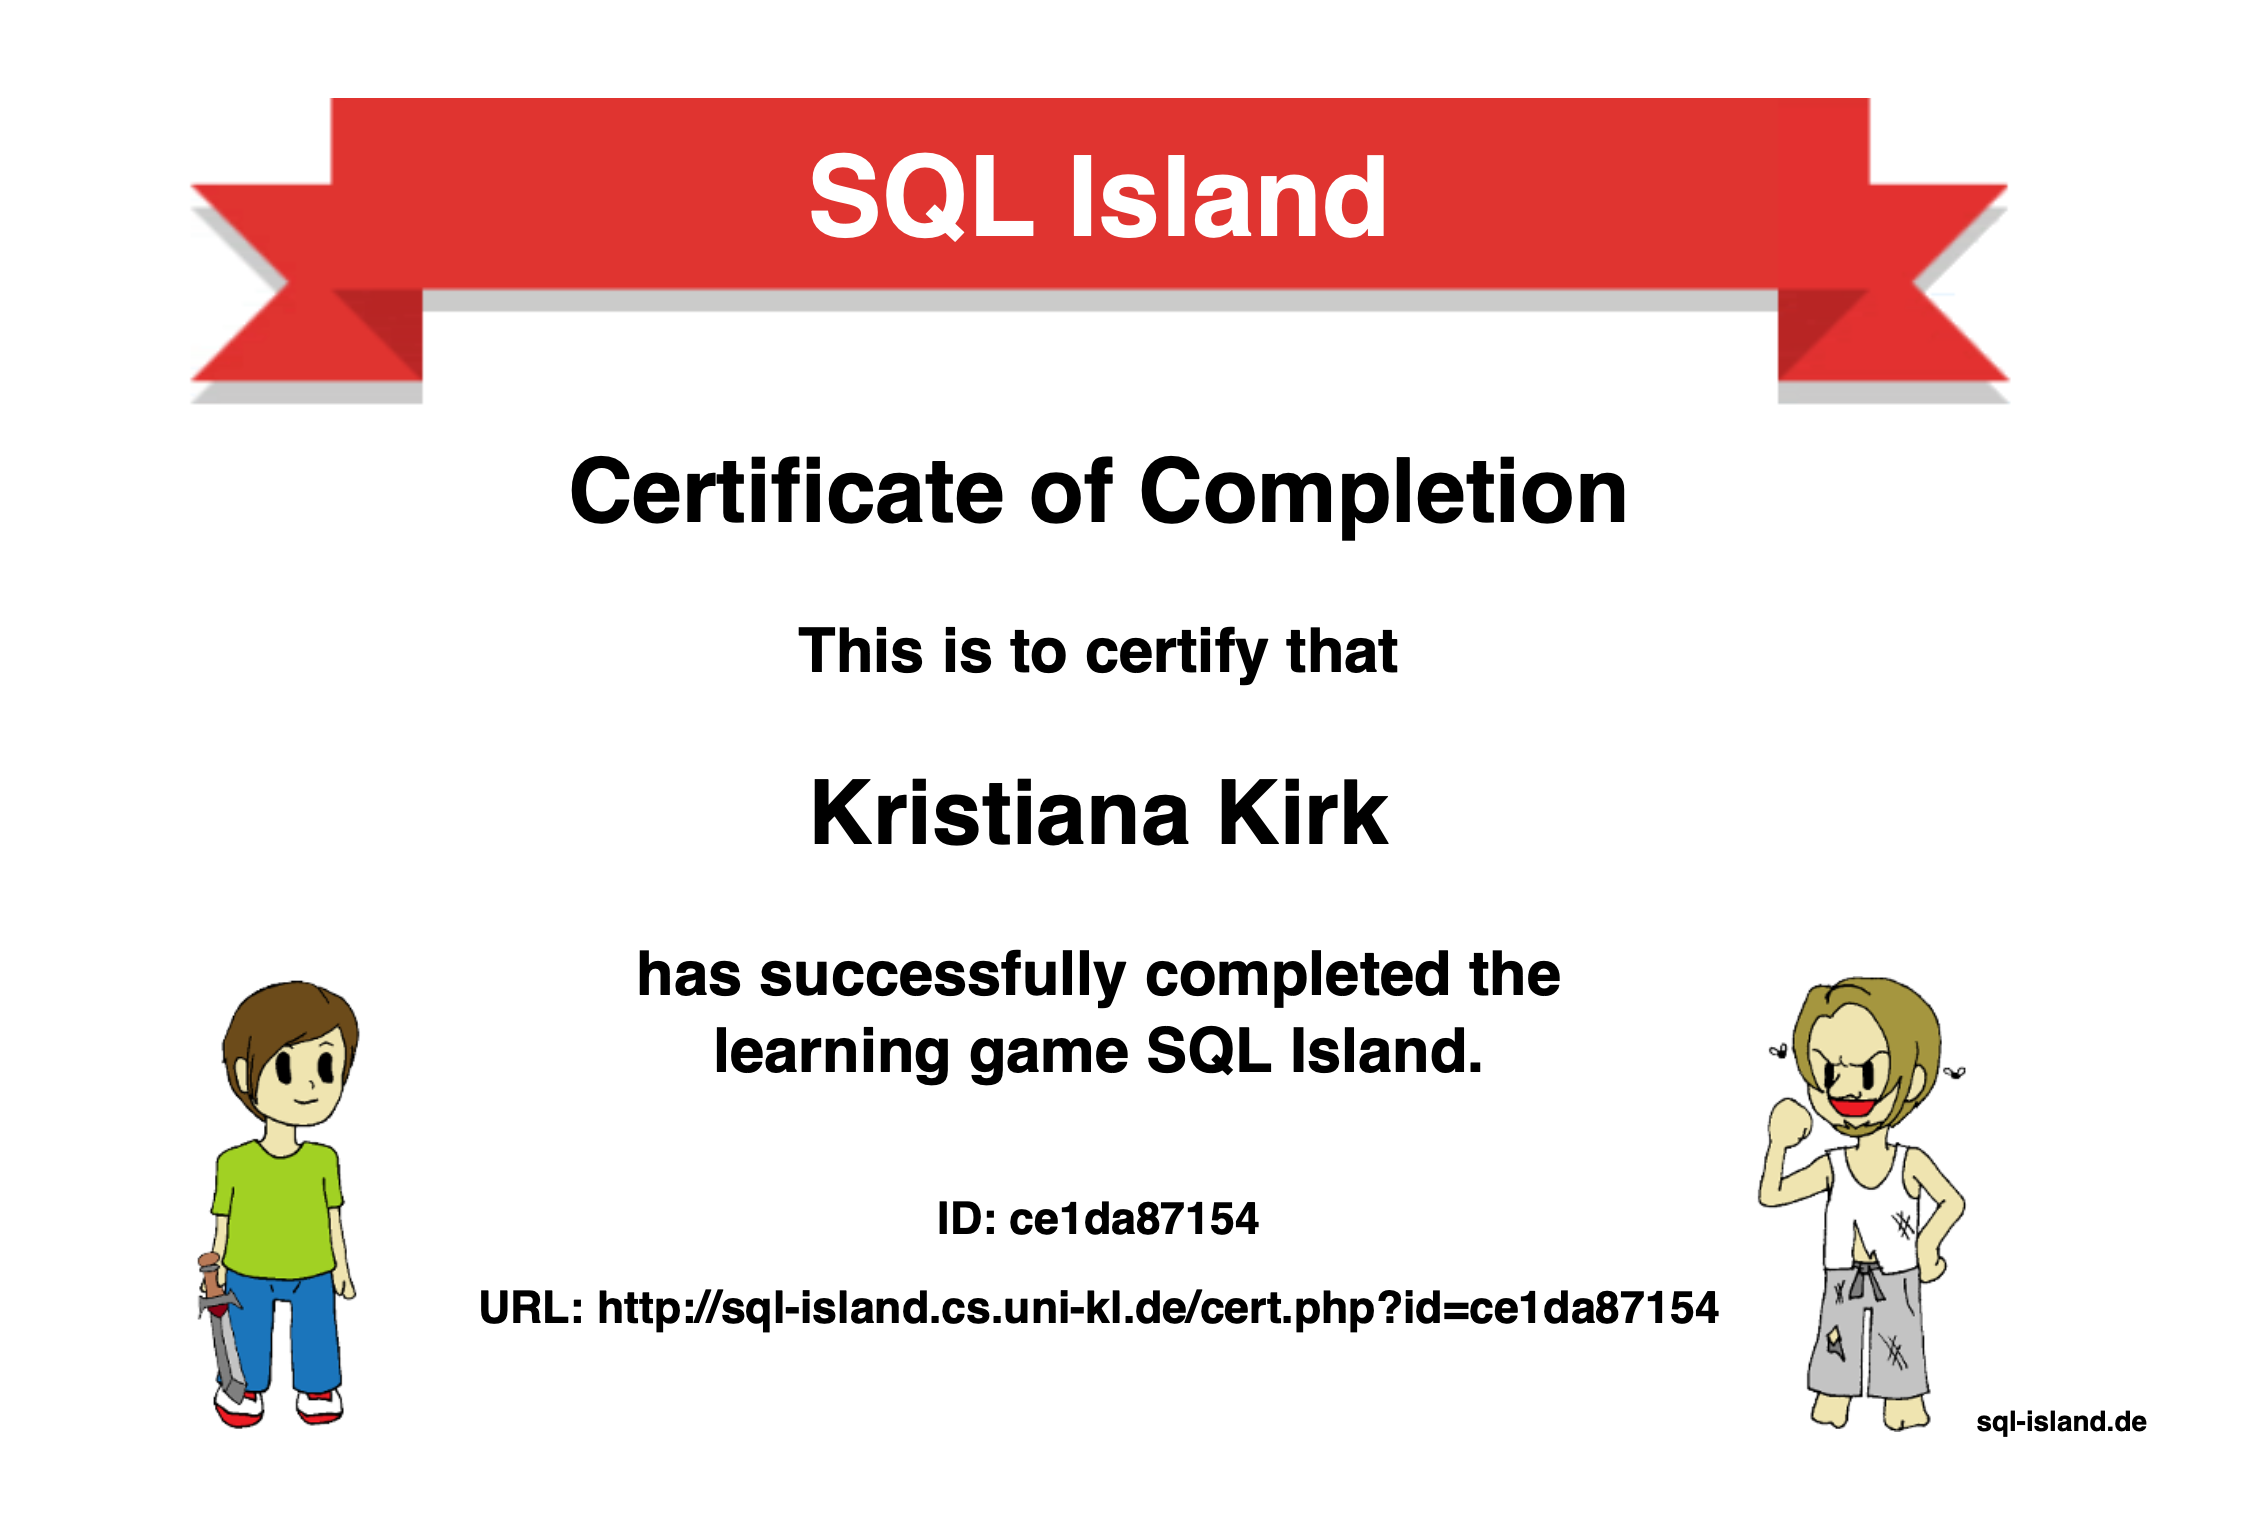 SQL Island
Certificate of Completion
This is to certify that
Kristiana Kirk
has successfully completed the
learning game SQL Island.
ID: ce1da87154
URL: http://sql-island.cs.uni-kl.de/cert.php?id=ce1da87154
sql-island.de